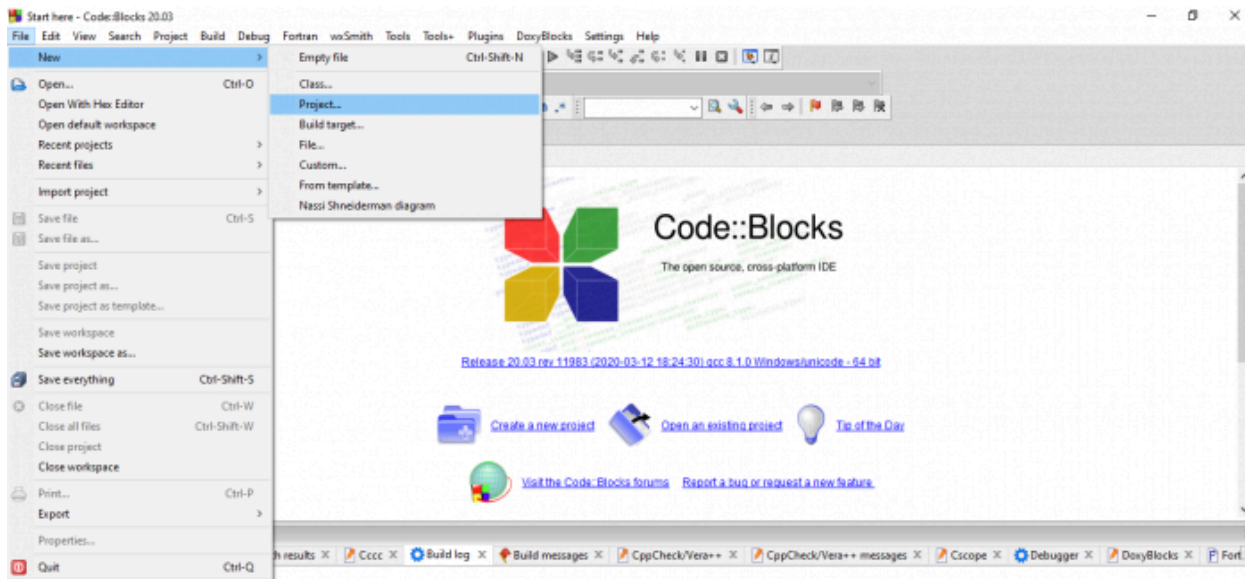 Start here - Code::Blocks 20.03
File Edit View Search Project Build Debug Fortran wxSmith Tools Tools+ Plugins DoxyBlocks Settings Help
New
Empty file Ctrl-Shift-N
Class...
Project...
Build target...
File...
Custom...
From template...
Nassi Shneiderman diagram
Open... Ctrl-O
Open With Hex Editor
Open default workspace
Recent projects
Recent files
Import project
Save file Ctrl-S
Save file as...
Save project
Save project as...
Save project as template...
Save workspace
Save workspace as...
Save everything Ctrl-Shift-S
Close file Ctrl-W
Close all files Ctrl-Shift-W
Close project
Close workspace
Print... Ctrl-P
Export
Properties...
Quit Ctrl-Q
Code::Blocks
The open source, cross-platform IDE
Release 20.03 rev 11983 (2020-03-12 18:24:30) gcc 8.1.0 Windows/unicode - 64 bit
Create a new project Open an existing project Tip of the Day
Visit the Code::Blocks forums Report a bug or request a new feature
h results Cccc Build log Build messages CppCheck/Vera++ CppCheck/Vera++ messages Cscope Debugger DoxyBlocks Fort